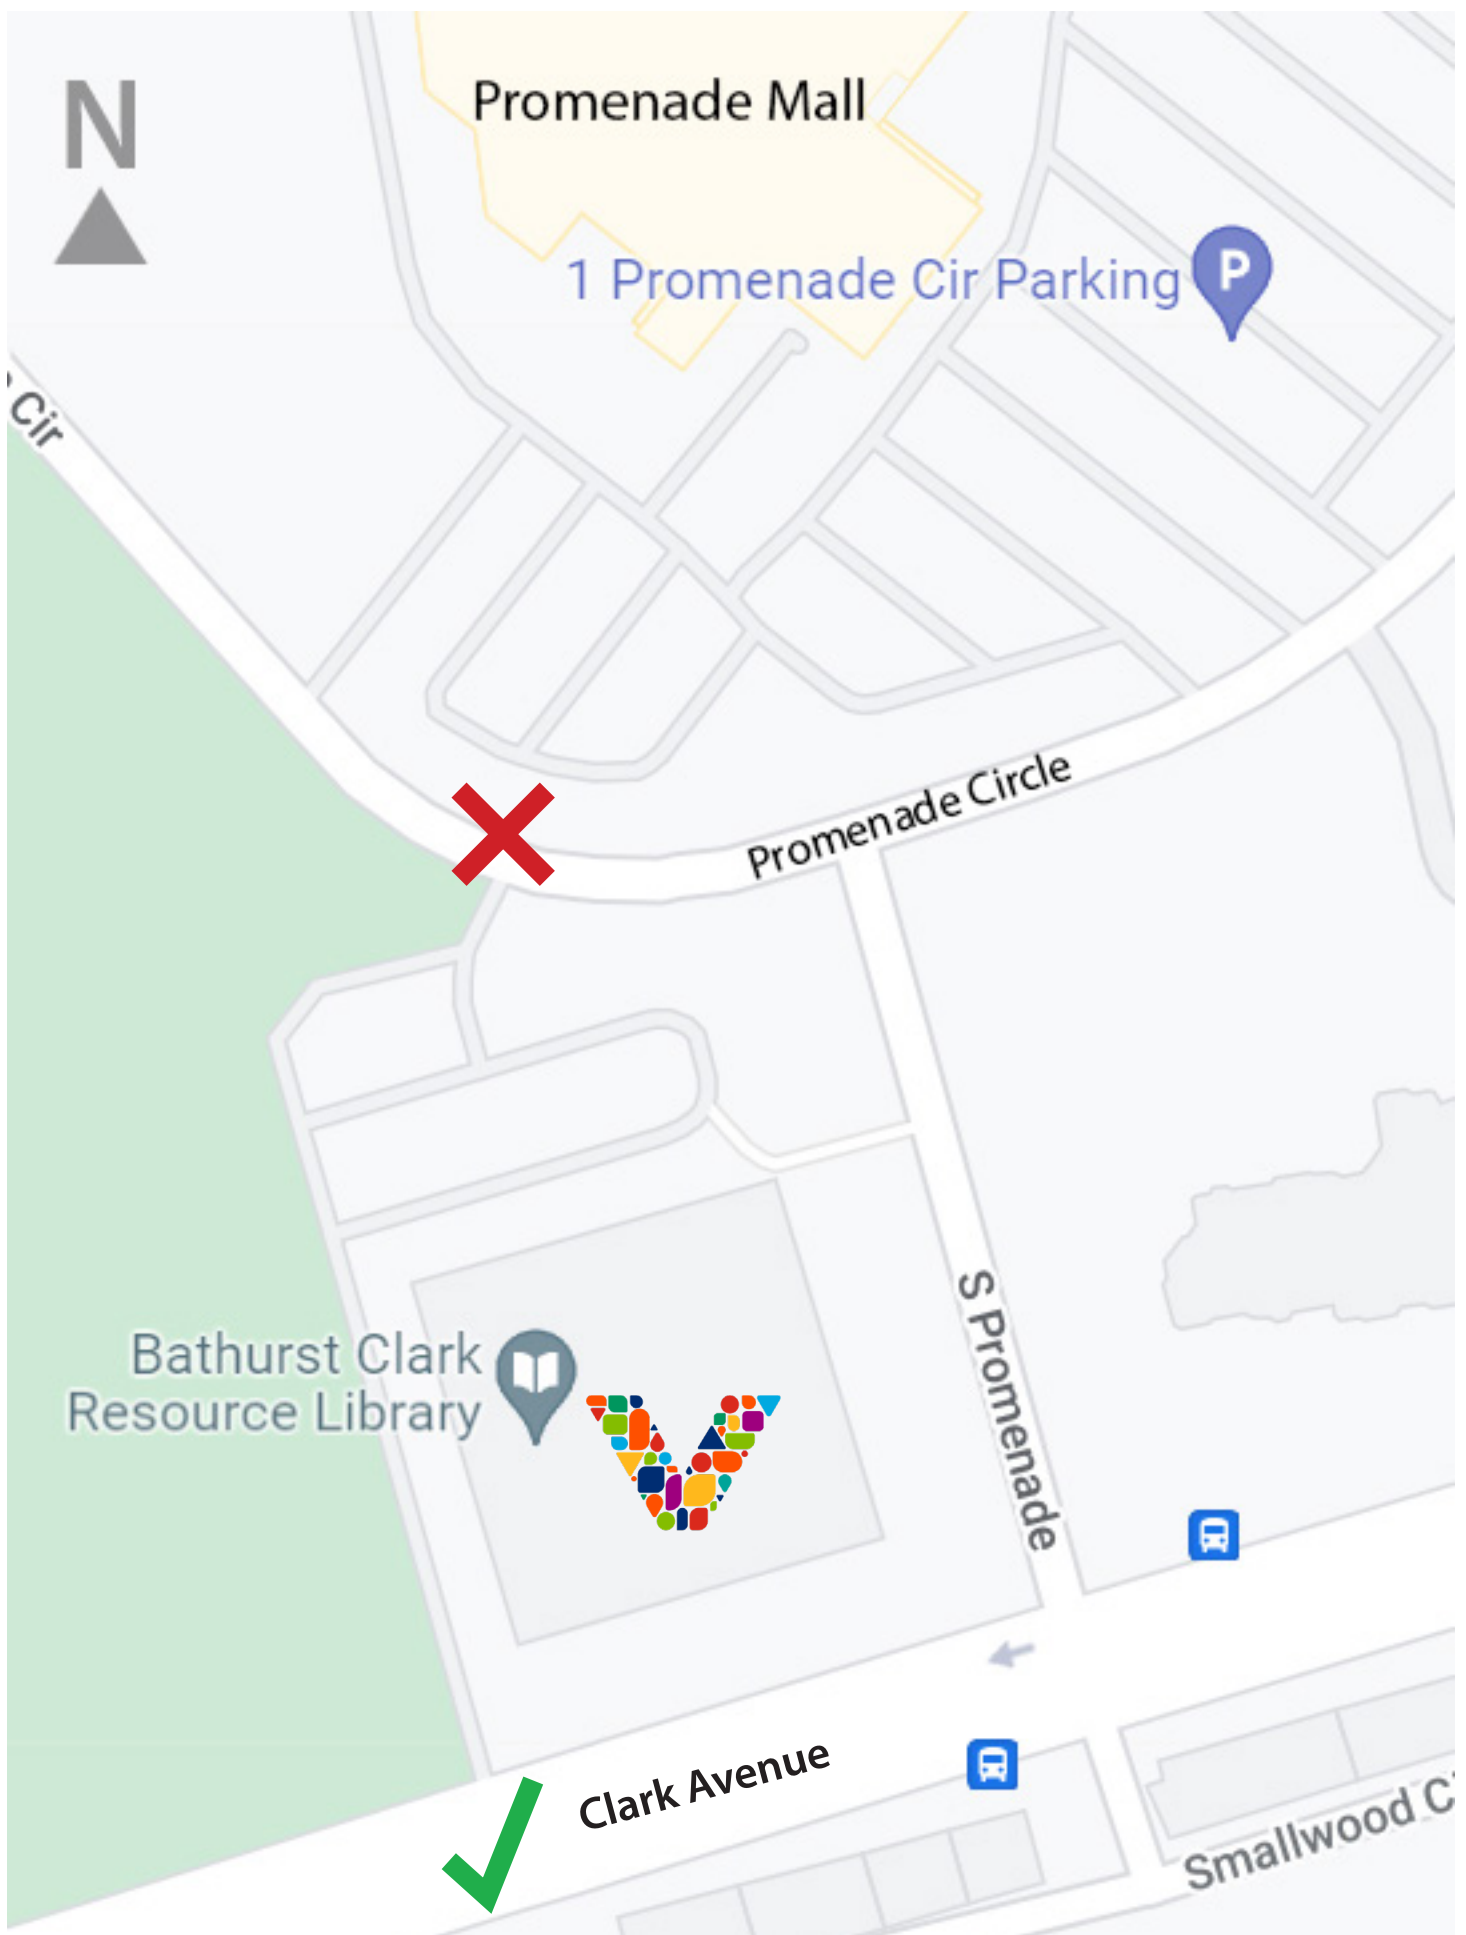 N
Promenade Mall
1 Promenade Cir Parking
P
Cir
Promenade Circle
S Promenade
Bathurst Clark
Resource Library
Clark Avenue
Smallwood